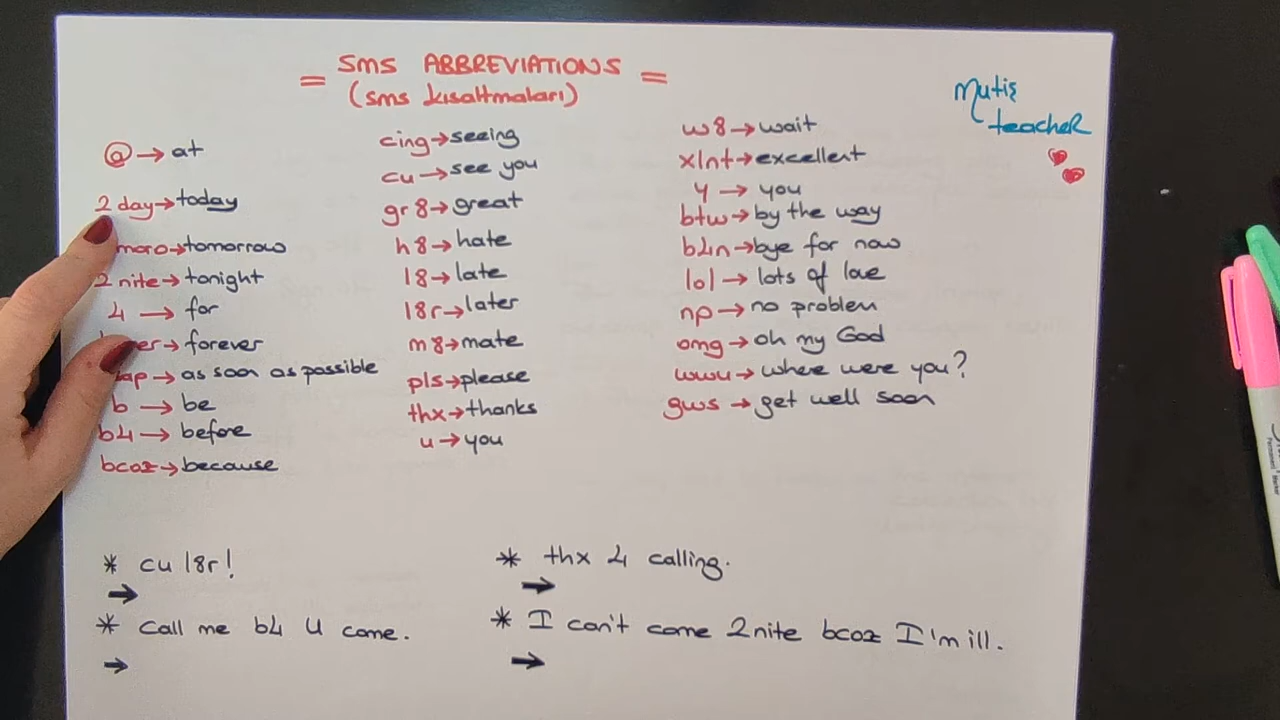 = SMS ABBREVIATIONS =
(sms kısaltmaları)
Mutiş
teacher
@ → at
2 day → today
moro → tomorrow
2 nite → tonight
4 → for
er → forever
ap → as soon as possible
b → be
b4 → before
bcoz → because
cing → seeing
cu → see you
gr8 → great
h8 → hate
l8 → late
l8r → later
m8 → mate
pls → please
thx → thanks
u → you
w8 → wait
xlnt → excellent
y → you
btw → by the way
b4n → bye for now
lol → lots of love
np → no problem
omg → oh my God
wwu → where were you?
gws → get well soon
* cu l8r!
→
* Call me b4 U come.
→
* thx 4 calling.
→
* I can't come 2nite bcoz I'm ill.
→